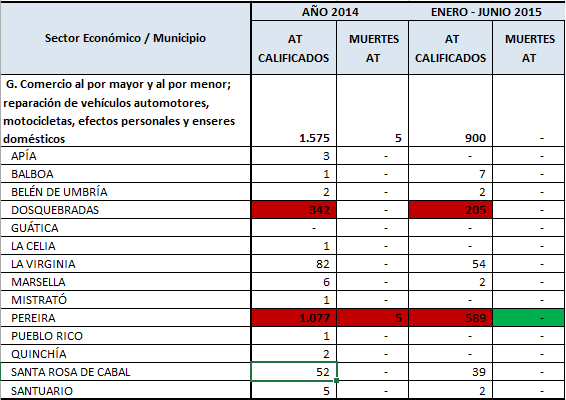 Sector Económico / Municipio AÑO 2014 ENERO - JUNIO 2015
AT CALIFICADOS MUERTES AT AT CALIFICADOS MUERTES AT
G. Comercio al por mayor y al por menor;
reparación de vehículos automotores,
motocicletas, efectos personales y enseres
domésticos 1.575 5 900 -
APÍA 3 - - -
BALBOA 1 - 7 -
BELÉN DE UMBRÍA 2 - 2 -
DOSQUEBRADAS 342 - 205 -
GUÁTICA - - - -
LA CELIA 1 - - -
LA VIRGINIA 82 - 54 -
MARSELLA 6 - 2 -
MISTRATÓ 1 - - -
PEREIRA 1.077 5 589 -
PUEBLO RICO 1 - - -
QUINCHÍA 2 - - -
SANTA ROSA DE CABAL 52 - 39 -
SANTUARIO 5 - 2 -